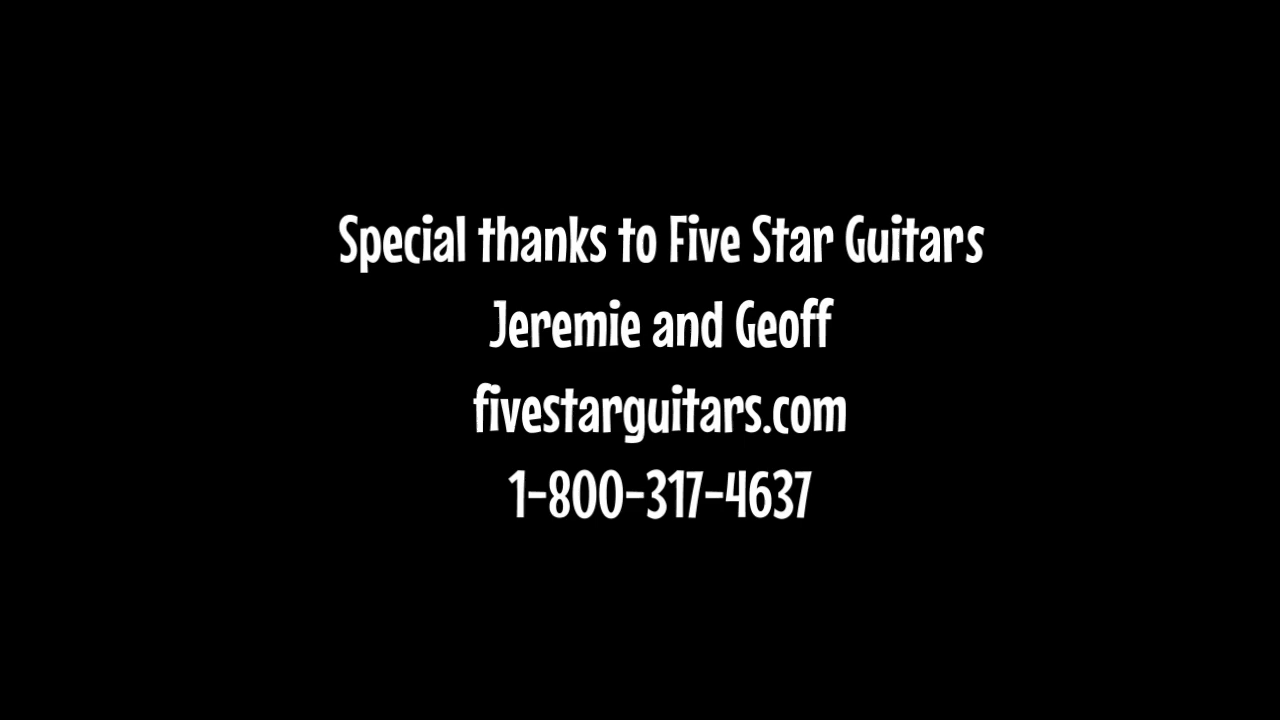 Special thanks to Five Star Guitars
Jeremie and Geoff
fivestarguitars.com
1-800-317-4637